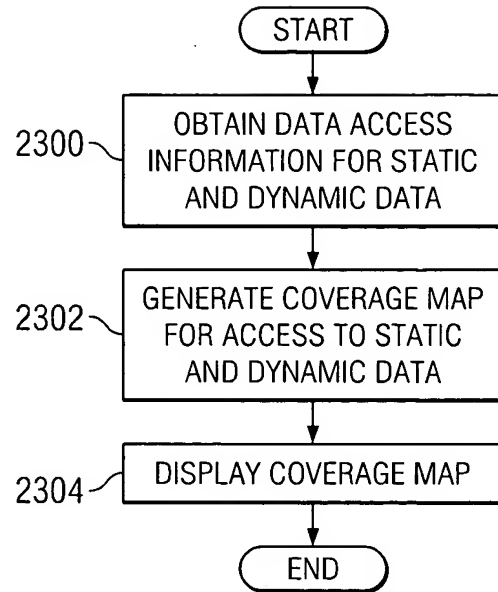 START
2300
OBTAIN DATA ACCESS
INFORMATION FOR STATIC
AND DYNAMIC DATA
2302
GENERATE COVERAGE MAP
FOR ACCESS TO STATIC
AND DYNAMIC DATA
2304
DISPLAY COVERAGE MAP
END